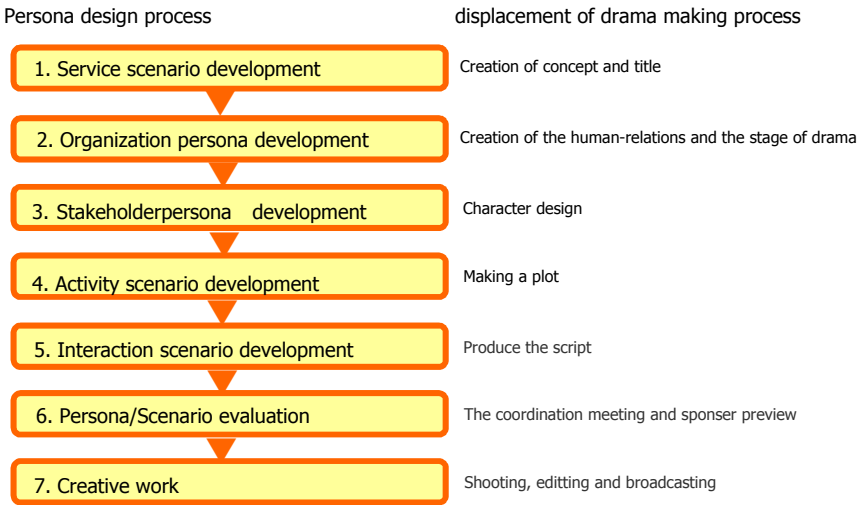 Persona design process displacement of drama making process
1. Service scenario development Creation of concept and title
2. Organization persona development Creation of the human-relations and the stage of drama
3. Stakeholderpersona development Character design
4. Activity scenario development Making a plot
5. Interaction scenario development Produce the script
6. Persona/Scenario evaluation The coordination meeting and sponser preview
7. Creative work Shooting, editting and broadcasting